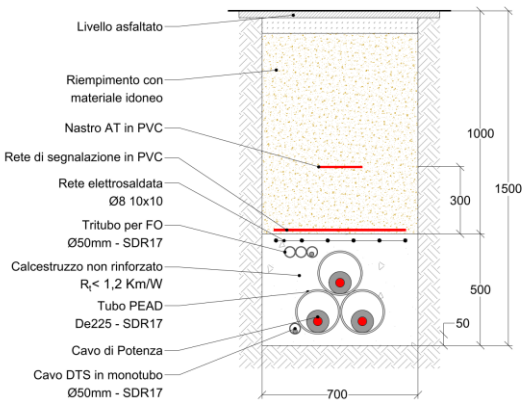 Livello asfaltato
Riempimento con
materiale idoneo
Nastro AT in PVC
Rete di segnalazione in PVC
Rete elettrosaldata
Ø8 10x10
Tritubo per FO
Ø50mm - SDR17
Calcestruzzo non rinforzato
Rt< 1,2 Km/W
Tubo PEAD
De225 - SDR17
Cavo di Potenza
Cavo DTS in monotubo
Ø50mm - SDR17
1000
1500
300
500
50
700